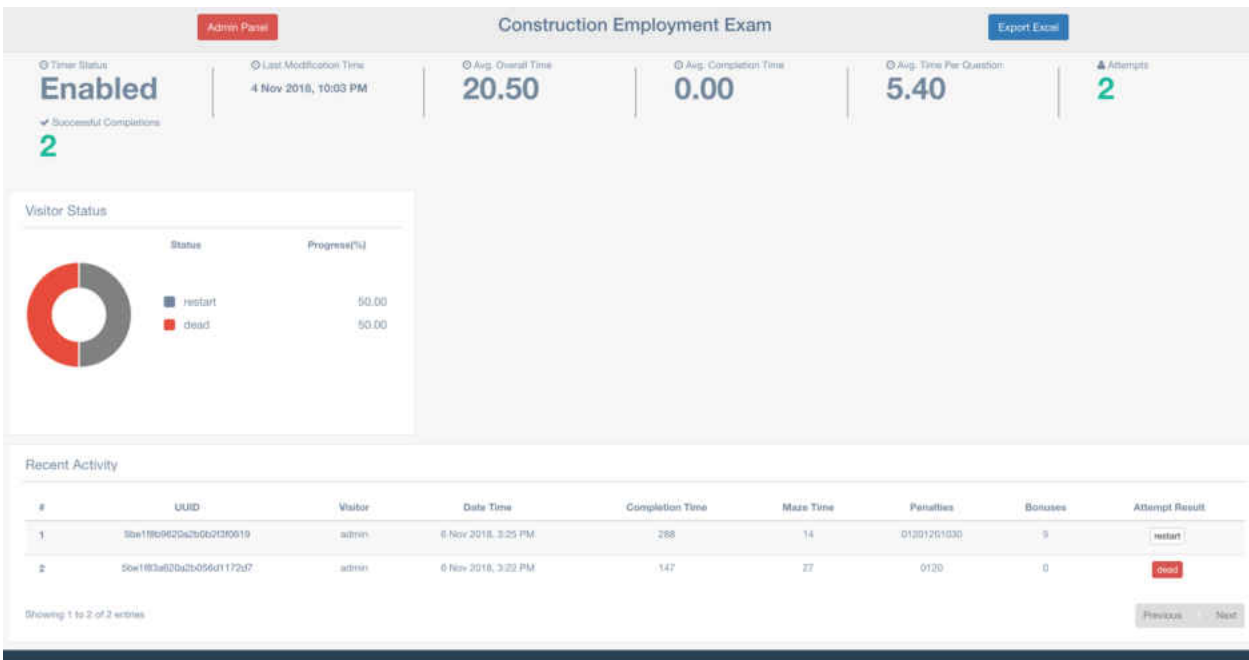 Admin Panel
Construction Employment Exam
Export Excel
Timer Status
Enabled
Last Modification Time
4 Nov 2018, 10:03 PM
Avg. Overall Time
20.50
Avg. Completion Time
0.00
Avg. Time Per Question
5.40
Attempts
2
Successful Completions
2
Visitor Status
Status Progress(%)
restart 50.00
dead 50.00
Recent Activity
# UUID Visitor Date Time Completion Time Maze Time Penalties Bonuses Attempt Result
1 admin 6 Nov 2018, 3:25 PM 288 14 01201201030 9 restart
2 admin 6 Nov 2018, 3:22 PM 147 27 0120 0 dead
Showing 1 to 2 of 2 entries
Previous Next